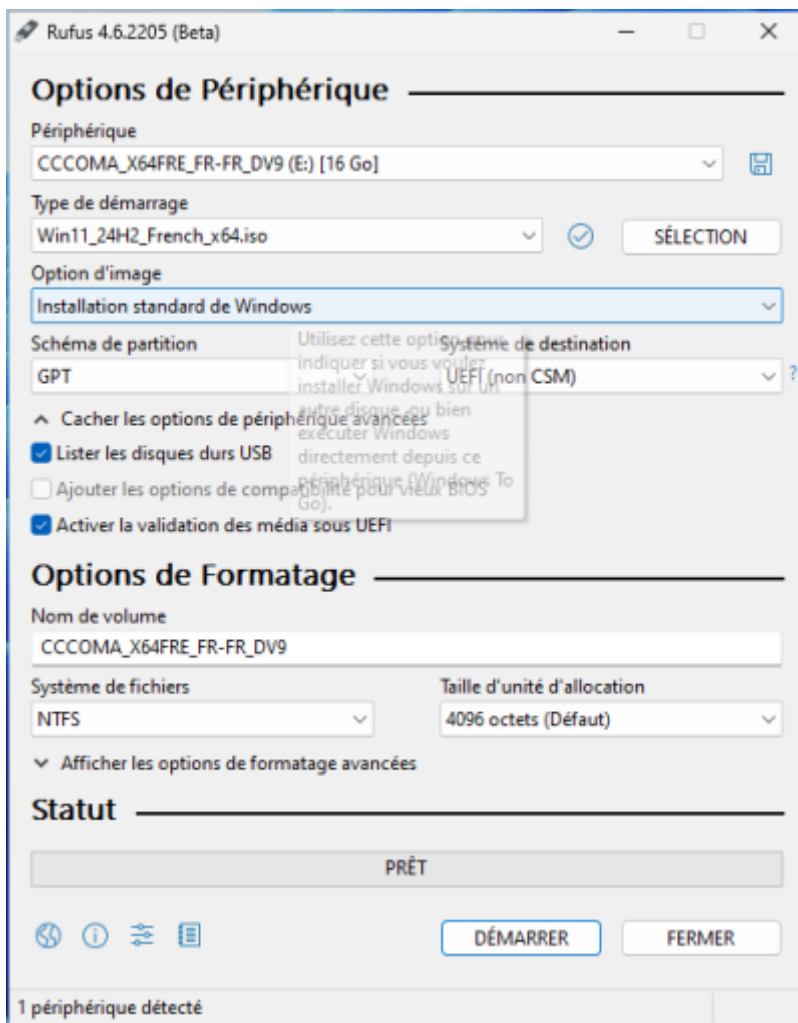 Rufus 4.6.2205 (Beta)
Options de Périphérique
Périphérique
CCCOMA_X64FRE_FR-FR_DV9 (E:) [16 Go]
Type de démarrage
Win11_24H2_French_x64.iso
SÉLECTION
Option d'image
Installation standard de Windows
Schéma de partition
Système de destination
GPT
UEFI (non CSM)
?
Utilisez cette option pour
indiquer si vous voulez
installer Windows sur un
autre disque, ou bien
exécuter Windows
directement depuis ce
périphérique (Windows To
Go).
Cacher les options de périphérique avancées
Lister les disques durs USB
Ajouter les options de compatibilité pour vieux BIOS
Activer la validation des média sous UEFI
Options de Formatage
Nom de volume
CCCOMA_X64FRE_FR-FR_DV9
Système de fichiers
Taille d'unité d'allocation
NTFS
4096 octets (Défaut)
Afficher les options de formatage avancées
Statut
PRÊT
DÉMARRER
FERMER
1 périphérique détecté